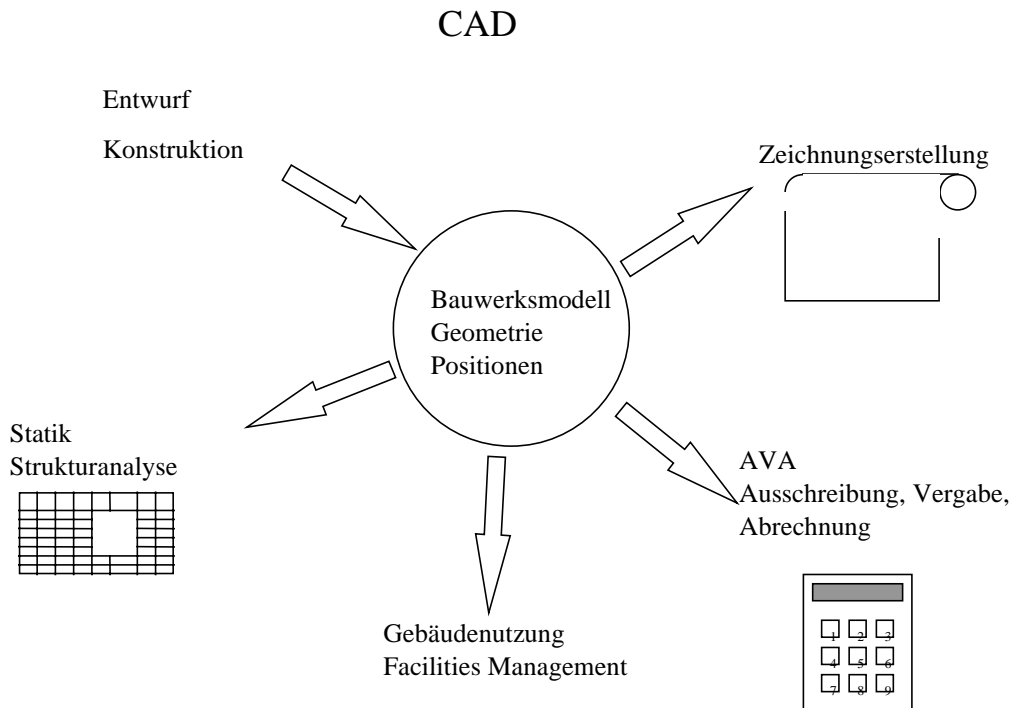 CAD
Entwurf
Konstruktion
Zeichnungserstellung
Bauwerksmodell
Geometrie
Positionen
Statik
Strukturanalyse
AVA
Ausschreibung, Vergabe,
Abrechnung
Gebäudenutzung
Facilities Management
1 2 3
4 5 6
7 8 9